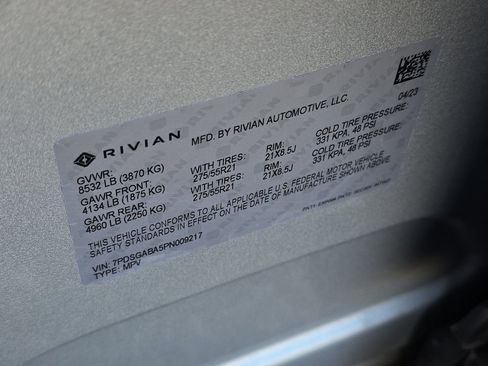 RIVIAN
MFD. BY RIVIAN AUTOMOTIVE, LLC.
04/23
GVWR:
8532 LB (3870 KG)
GAWR FRONT: WITH TIRES: RIM: COLD TIRE PRESSURE:
4134 LB (1875 KG) 275/55R21 21X8.5J 331 KPA, 48 PSI
GAWR REAR: WITH TIRES: RIM: COLD TIRE PRESSURE:
4960 LB (2250 KG) 275/55R21 21X8.5J 331 KPA, 48 PSI
THIS VEHICLE CONFORMS TO ALL APPLICABLE U.S. FEDERAL MOTOR VEHICLE
SAFETY STANDARDS IN EFFECT ON THE DATE OF MANUFACTURE SHOWN ABOVE.
VIN: 7PDSGABA5PN009217
TYPE: MPV